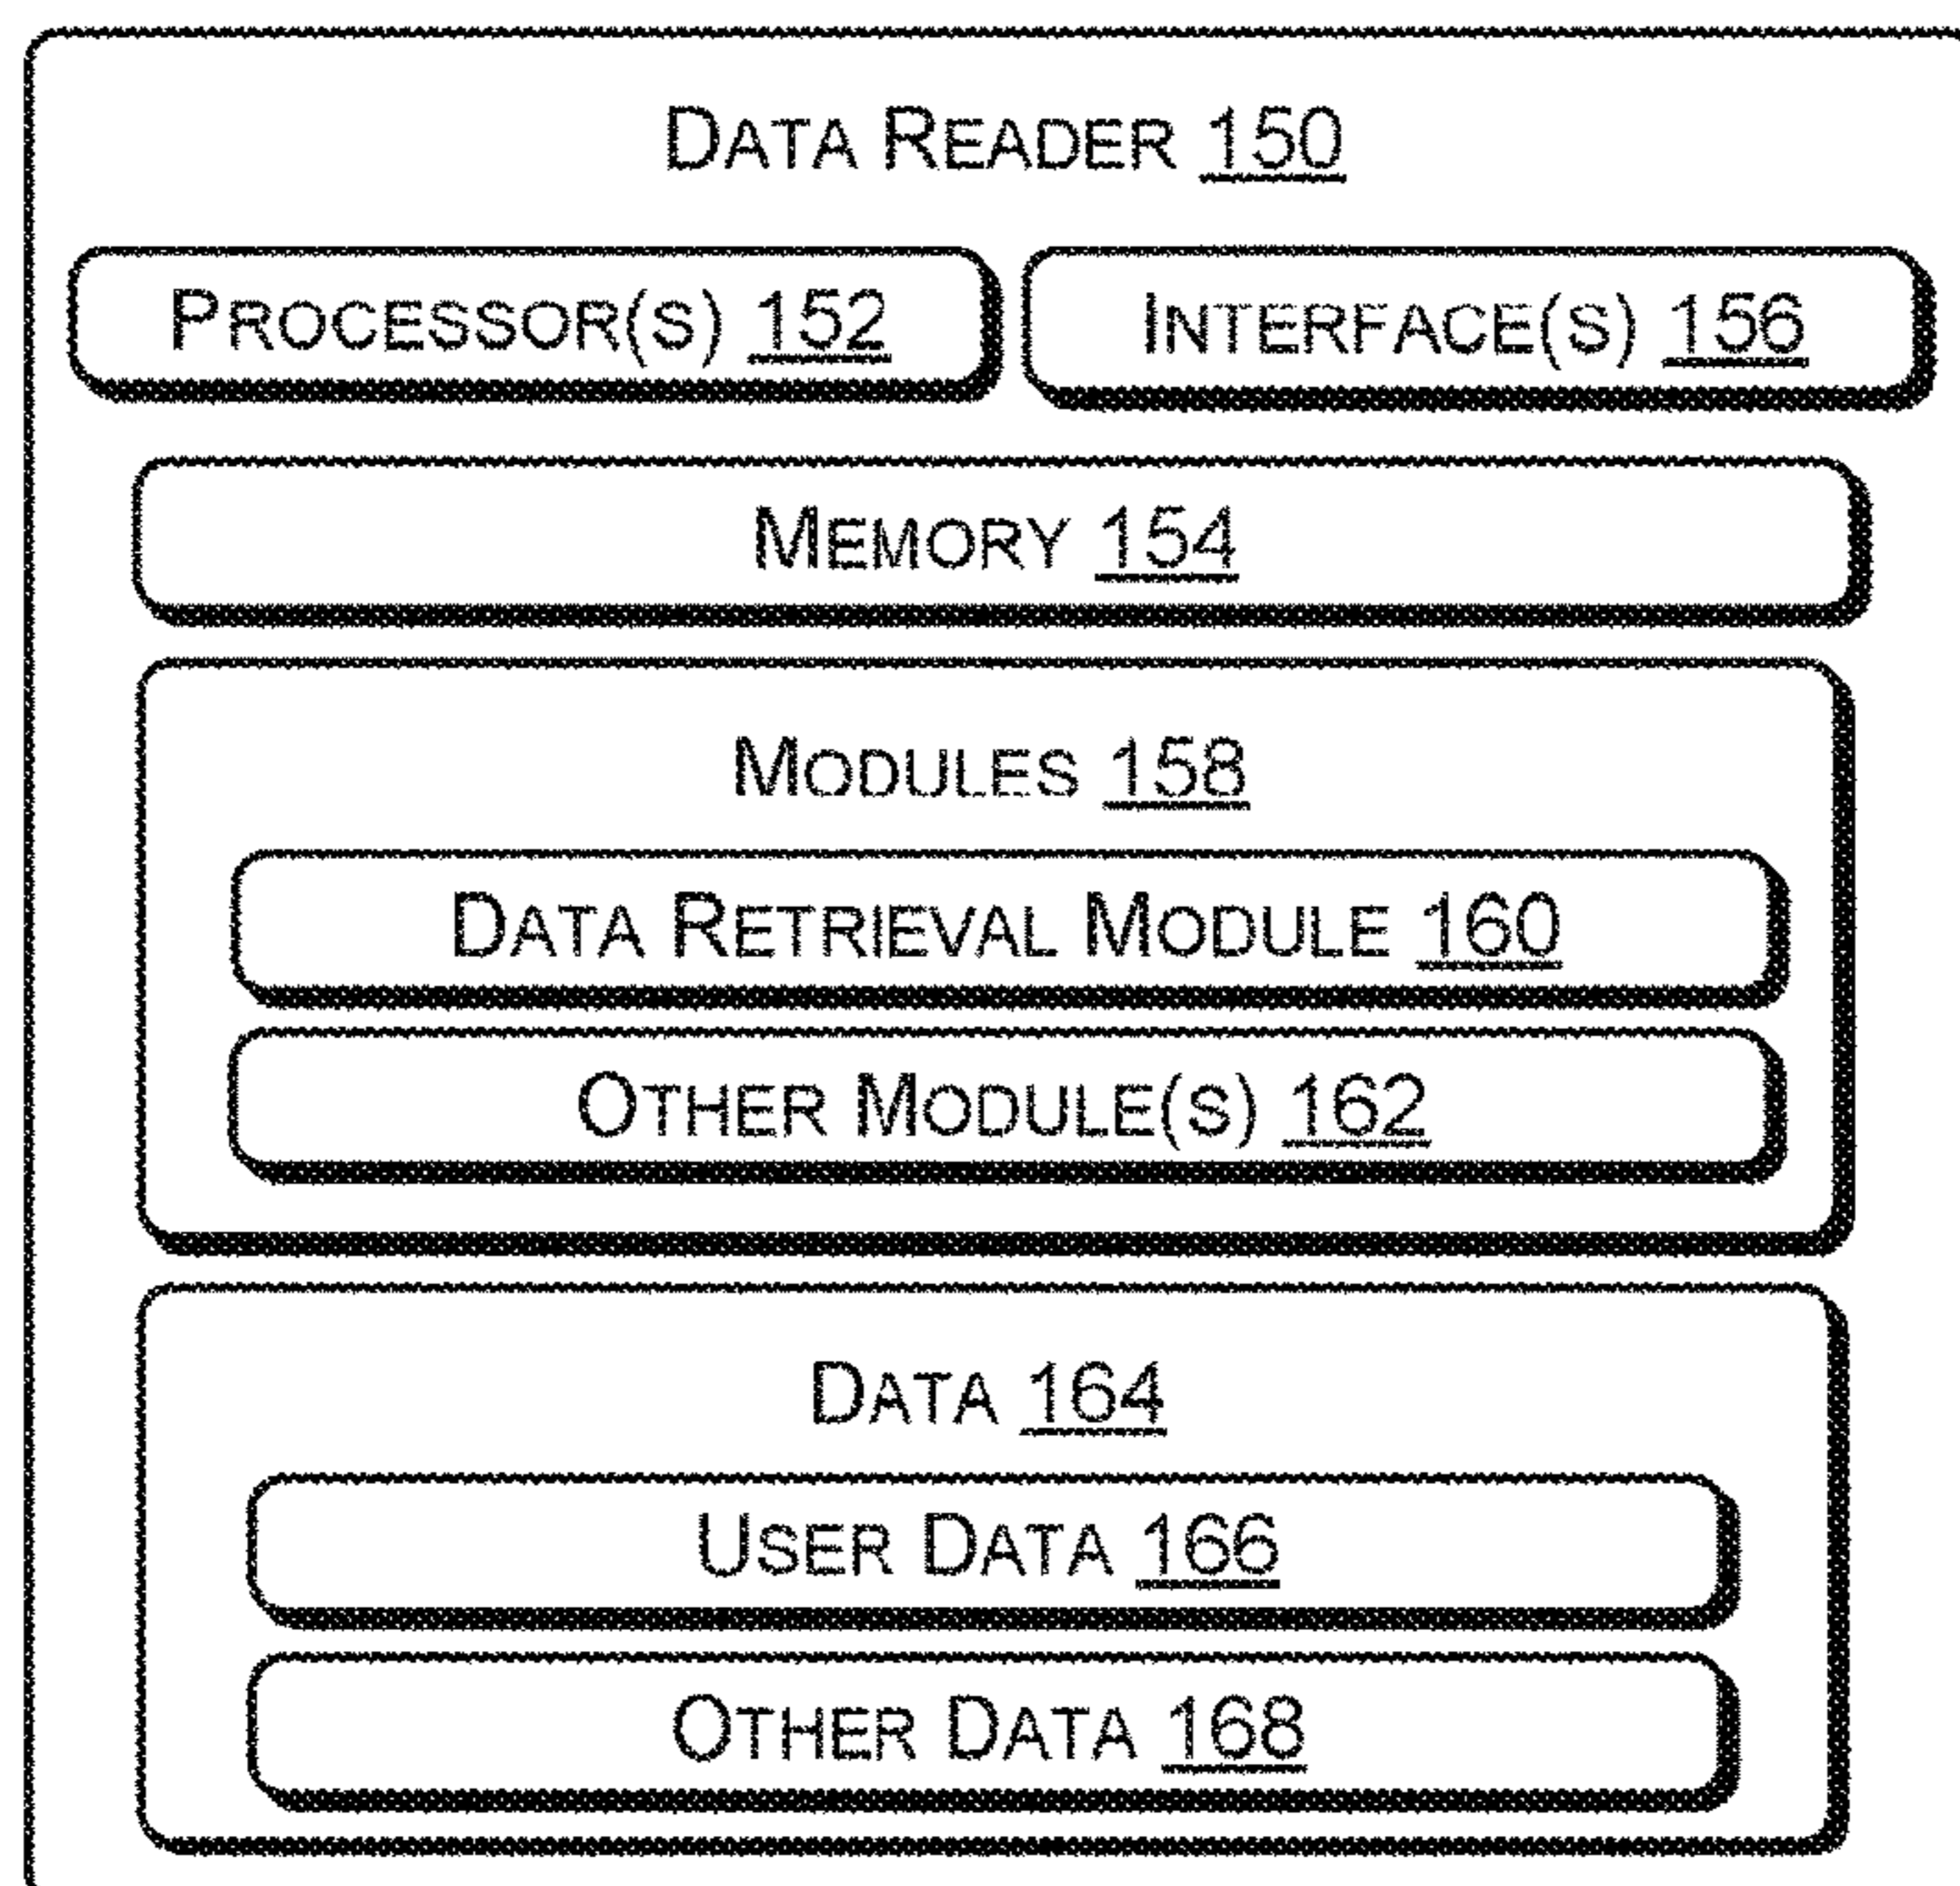 DATA READER 150
PROCESSOR(S) 152 INTERFACE(S) 156
MEMORY 154
MODULES 158
DATA RETRIEVAL MODULE 160
OTHER MODULE(S) 162
DATA 164
USER DATA 166
OTHER DATA 168